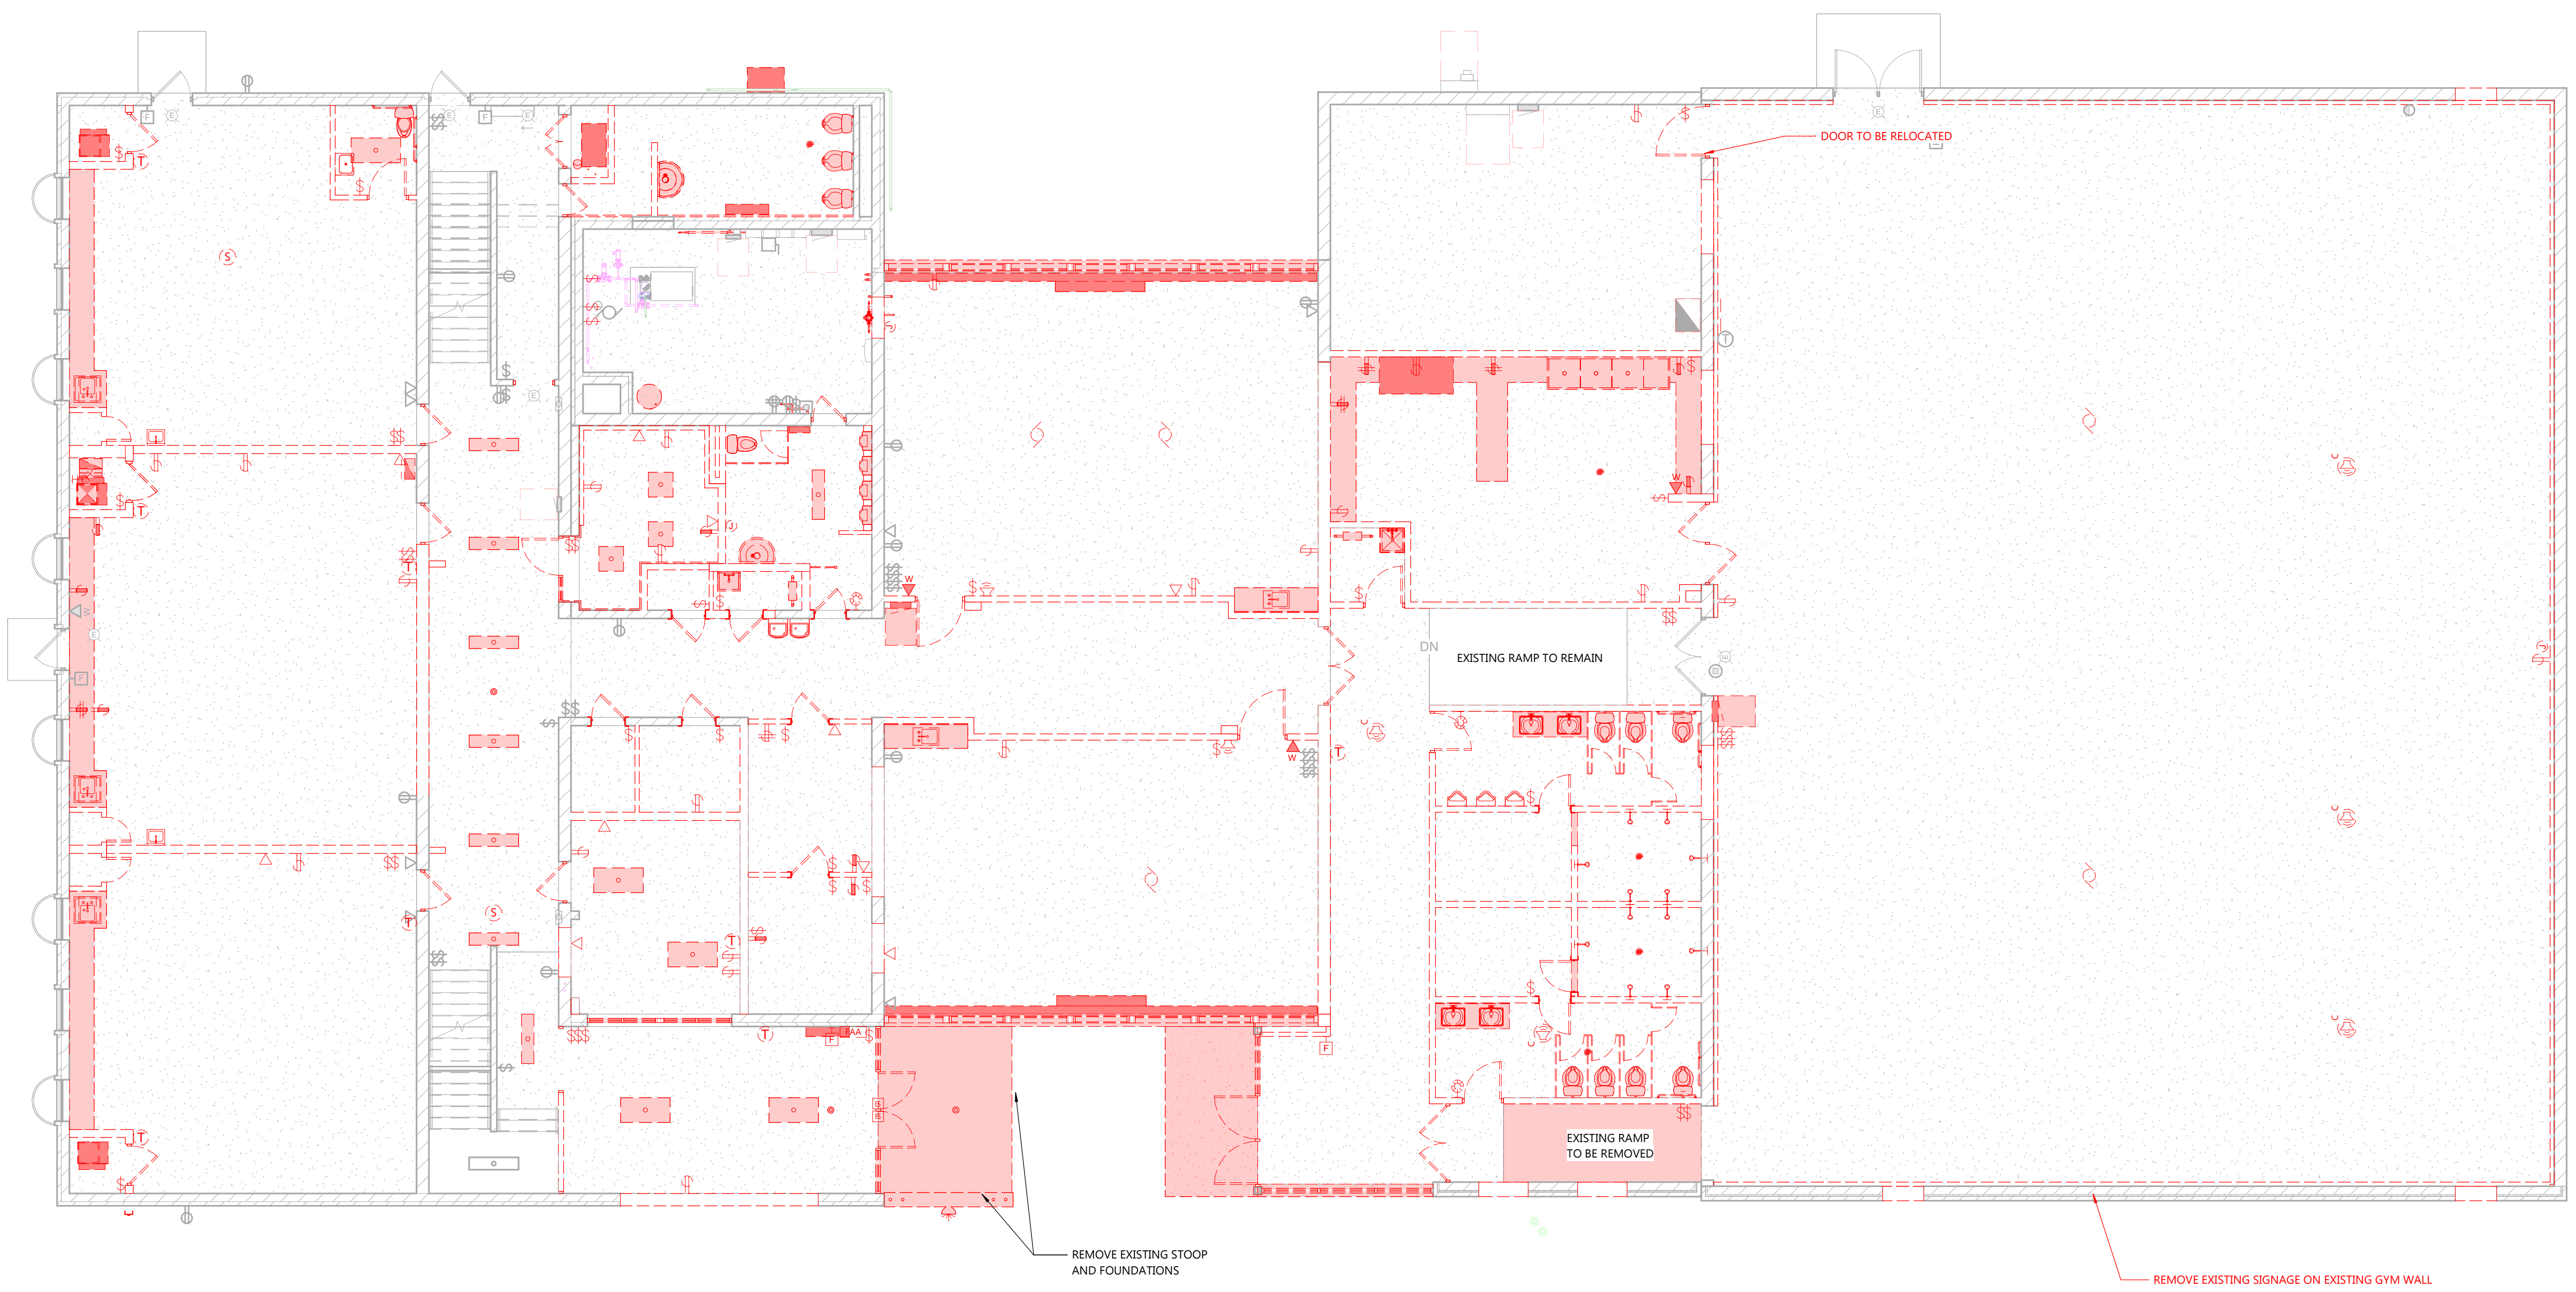 DOOR TO BE RELOCATED
DN
EXISTING RAMP TO REMAIN
EXISTING RAMP
TO BE REMOVED
REMOVE EXISTING STOOP
AND FOUNDATIONS
REMOVE EXISTING SIGNAGE ON EXISTING GYM WALL
F
E
E
F
E
E
$
T
$
$$
S
$
$
$$
T
$$
T
W
W
E
F
$$
$
W
W
T
$$
T
S
T
$$$
T
FAA
F
$
F
T
$
$$
$
$$
E